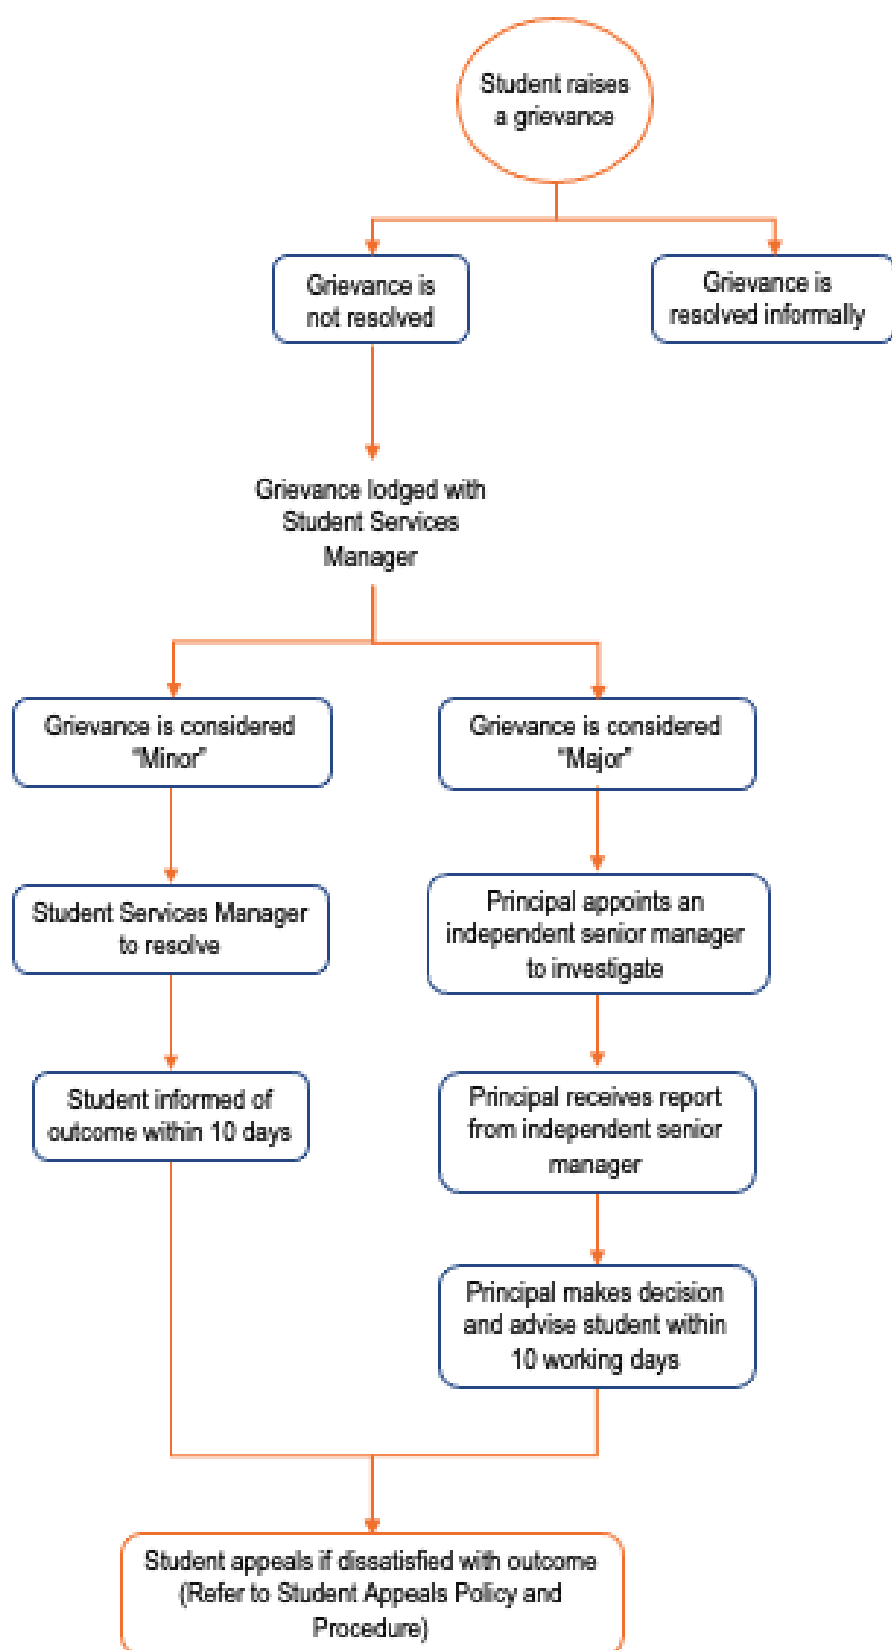 Student raises
a grievance
Grievance is
not resolved
Grievance is
resolved informally
Grievance lodged with
Student Services
Manager
Grievance is considered
“Minor”
Grievance is considered
“Major”
Student Services Manager
to resolve
Principal appoints an
independent senior manager
to investigate
Student informed of
outcome within 10 days
Principal receives report
from independent senior
manager
Principal makes decision
and advise student within
10 working days
Student appeals if dissatisfied with outcome
(Refer to Student Appeals Policy and
Procedure)